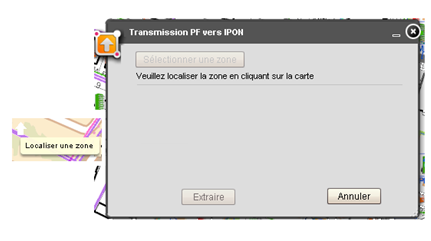 Transmission PF vers IPON
Sélectionner une zone
Veuillez localiser la zone en cliquant sur la carte
Localiser une zone
Extraire
Annuler